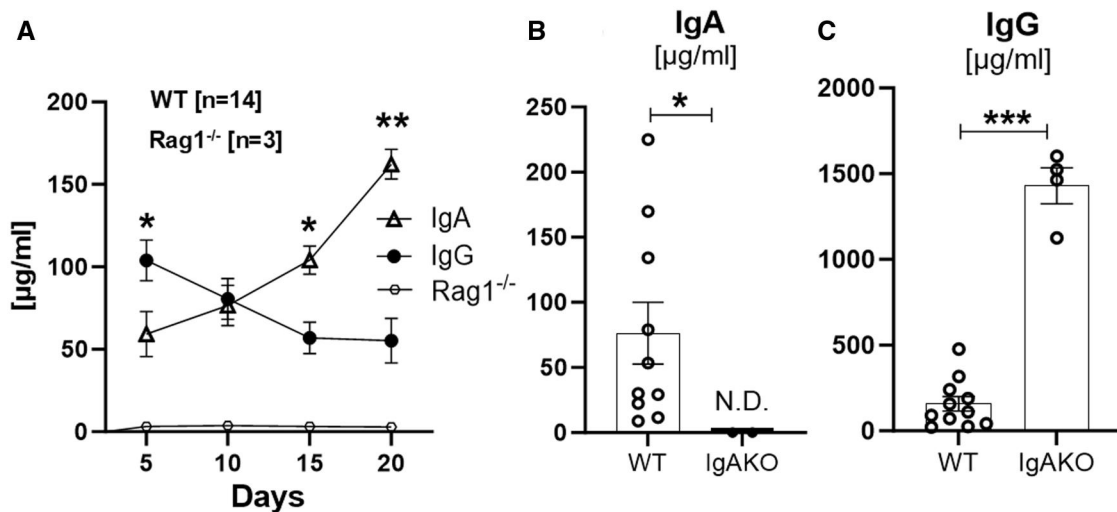 A
WT [n=14]
Rag1-/- [n=3]
[µg/ml]
200
150
100
50
0
*
*
**
IgA
IgG
Rag1-/-
5 10 15 20
Days
B
IgA
[µg/ml]
*
250
200
150
100
50
0
N.D.
WT IgAKO
C
IgG
[µg/ml]
***
2000
1500
1000
500
0
WT IgAKO